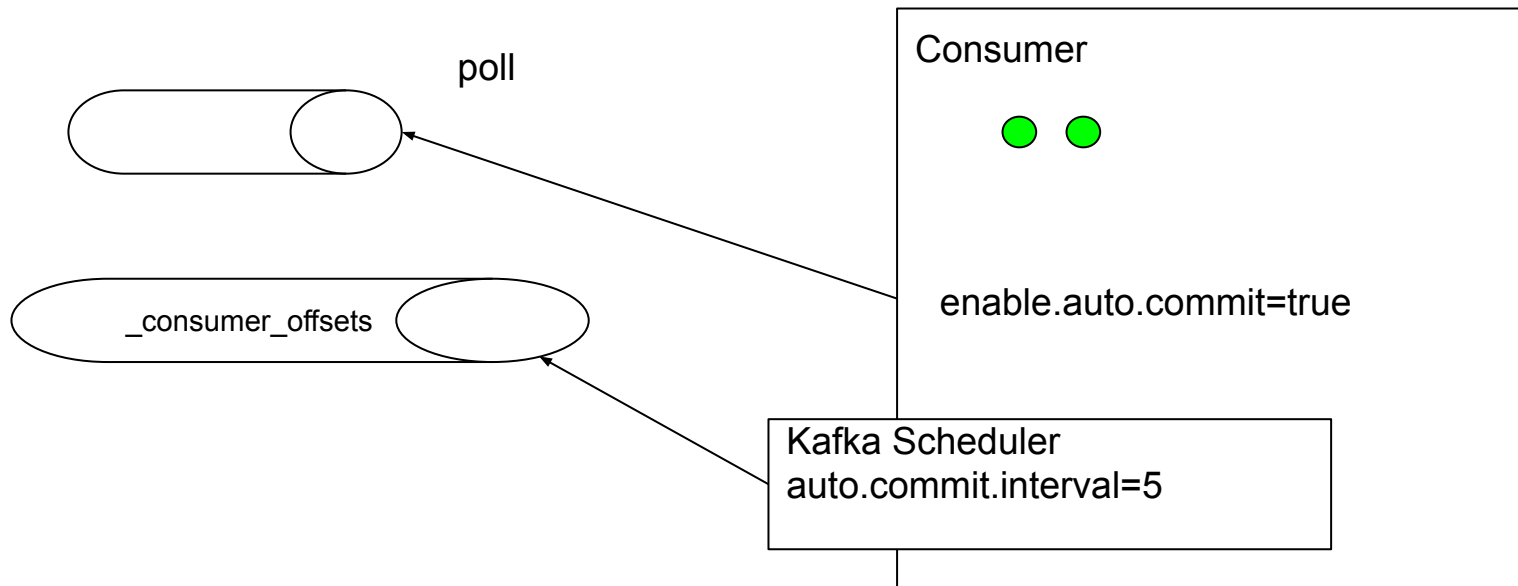 poll
Consumer
_consumer_offsets
enable.auto.commit=true
Kafka Scheduler
auto.commit.interval=5